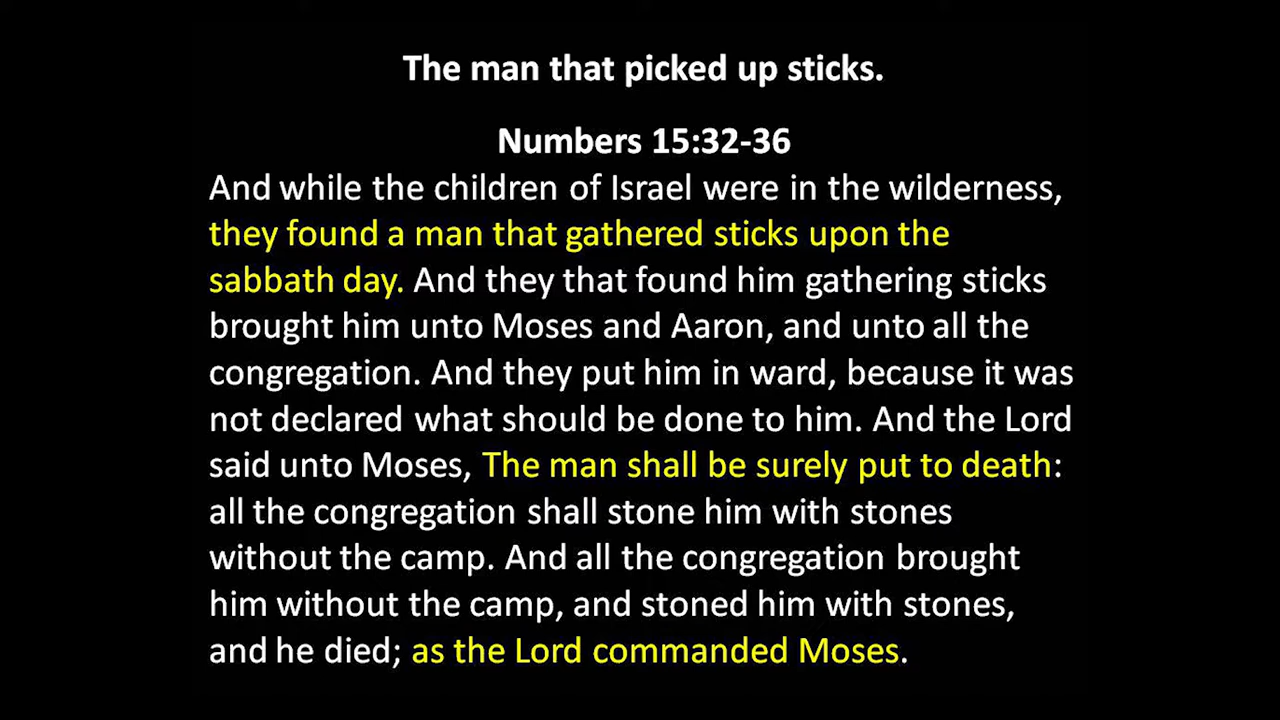 The man that picked up sticks.
Numbers 15:32-36
And while the children of Israel were in the wilderness,
they found a man that gathered sticks upon the
sabbath day. And they that found him gathering sticks
brought him unto Moses and Aaron, and unto all the
congregation. And they put him in ward, because it was
not declared what should be done to him. And the Lord
said unto Moses, The man shall be surely put to death:
all the congregation shall stone him with stones
without the camp. And all the congregation brought
him without the camp, and stoned him with stones,
and he died; as the Lord commanded Moses.